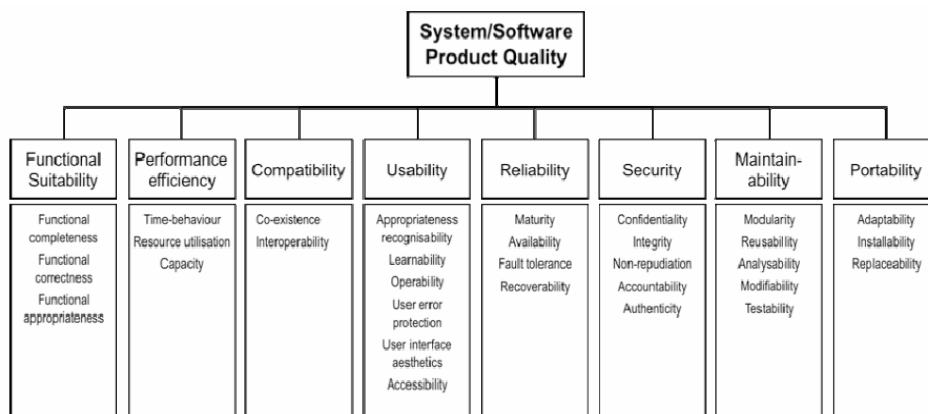 System/Software
Product Quality
Functional
Suitability
Performance
efficiency
Compatibility
Usability
Reliability
Security
Maintain-
ability
Portability
Functional
completeness
Functional
correctness
Functional
appropriateness
Time-behaviour
Resource utilisation
Capacity
Co-existence
Interoperability
Appropriateness
recognisability
Learnability
Operability
User error
protection
User interface
aesthetics
Accessibility
Maturity
Availability
Fault tolerance
Recoverability
Confidentiality
Integrity
Non-repudiation
Accountability
Authenticity
Modularity
Reusability
Analysability
Modifiability
Testability
Adaptability
Installability
Replaceability